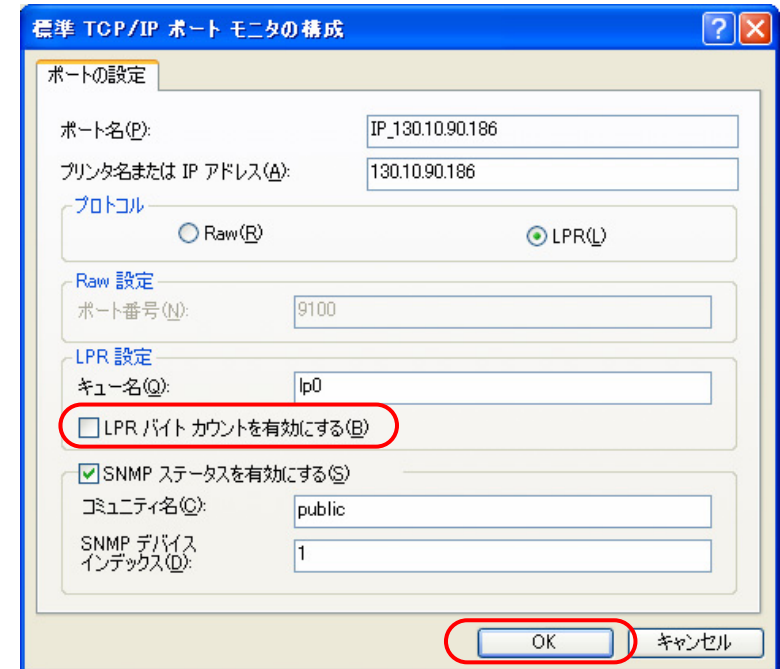 標準 TCP/IP ポート モニタの構成
ポートの設定
ポート名(P): IP_130.10.90.186
プリンタ名または IP アドレス(A): 130.10.90.186
プロトコル
Raw(R) LPR(L)
Raw 設定
ポート番号(N): 9100
LPR 設定
キュー名(Q): lp0
LPR バイト カウントを有効にする(B)
SNMP ステータスを有効にする(S)
コミュニティ名(C): public
SNMP デバイス
インデックス(D): 1
OK キャンセル